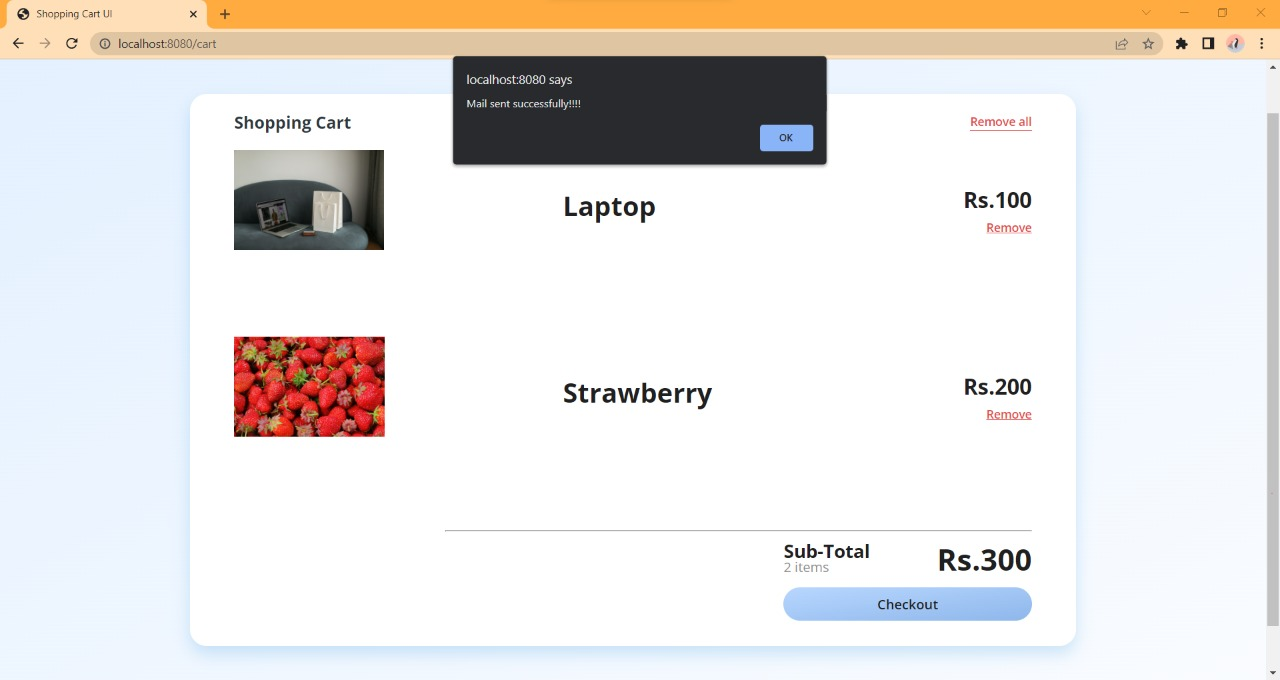 Shopping Cart UI
localhost:8080/cart
localhost:8080 says
Mail sent successfully!!!!
OK
Shopping Cart
Remove all
Laptop
Rs.100
Remove
Strawberry
Rs.200
Remove
Sub-Total
2 items
Rs.300
Checkout